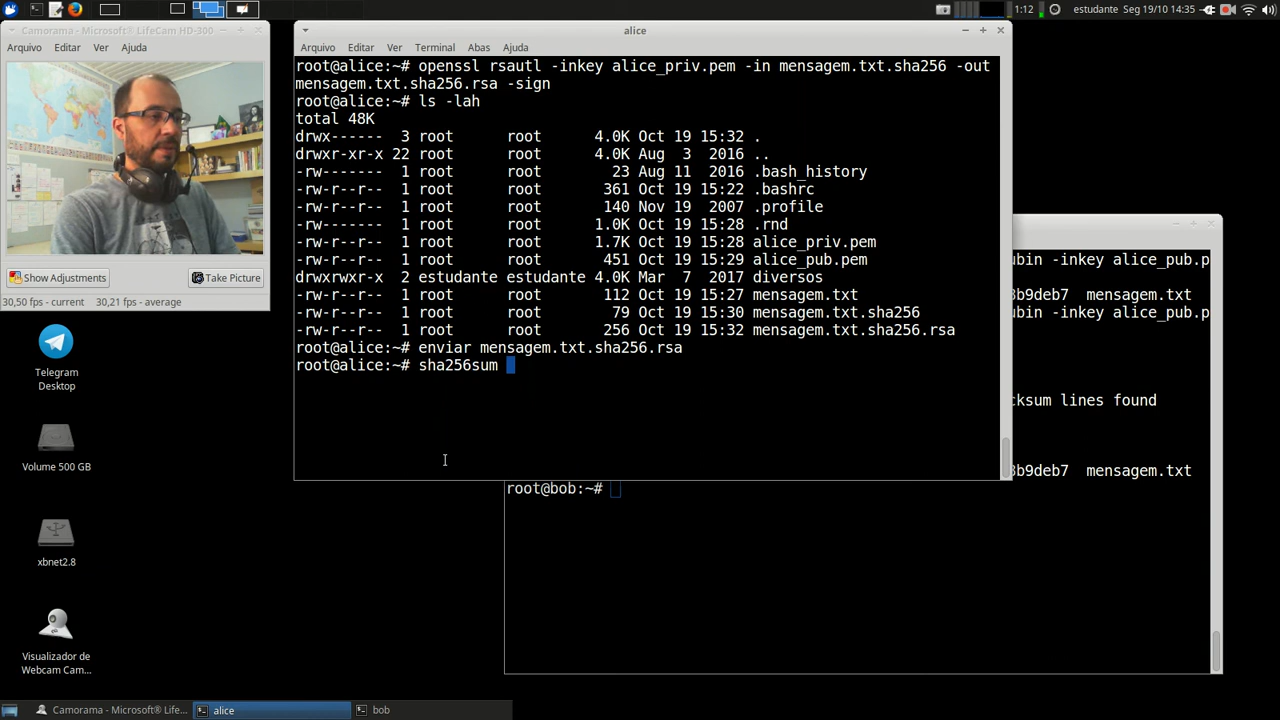 1:12
estudante Seg 19/10 14:35
Camorama - Microsoft® LifeCam HD-300
Arquivo Editar Ver Ajuda
Show Adjustments
Take Picture
30,50 fps - current 30,21 fps - average
Telegram
Desktop
Volume 500 GB
xbnet2.8
Visualizador de
Webcam Cam...
alice
Arquivo Editar Ver Terminal Abas Ajuda
root@alice:~# openssl rsautl -inkey alice_priv.pem -in mensagem.txt.sha256 -out
mensagem.txt.sha256.rsa -sign
root@alice:~# ls -lah
total 48K
drwx------ 3 root root 4.0K Oct 19 15:32 .
drwxr-xr-x 22 root root 4.0K Aug 3 2016 ..
-rw------- 1 root root 23 Aug 11 2016 .bash_history
-rw-r--r-- 1 root root 361 Oct 19 15:22 .bashrc
-rw-r--r-- 1 root root 140 Nov 19 2007 .profile
-rw-r--r-- 1 root root 1.0K Oct 19 15:28 .rnd
-rw-r--r-- 1 root root 1.7K Oct 19 15:28 alice_priv.pem
-rw-r--r-- 1 root root 451 Oct 19 15:29 alice_pub.pem
drwxrwxr-x 2 estudante estudante 4.0K Mar 7 2017 diversos
-rw-r--r-- 1 root root 112 Oct 19 15:27 mensagem.txt
-rw-r--r-- 1 root root 79 Oct 19 15:30 mensagem.txt.sha256
-rw-r--r-- 1 root root 256 Oct 19 15:32 mensagem.txt.sha256.rsa
root@alice:~# enviar mensagem.txt.sha256.rsa
root@alice:~# sha256sum
ubin -inkey alice_pub.p
8b9deb7 mensagem.txt
ubin -inkey alice_pub.p
cksum lines found
8b9deb7 mensagem.txt
root@bob:~#
Camorama - Microsoft® Life...
alice
bob